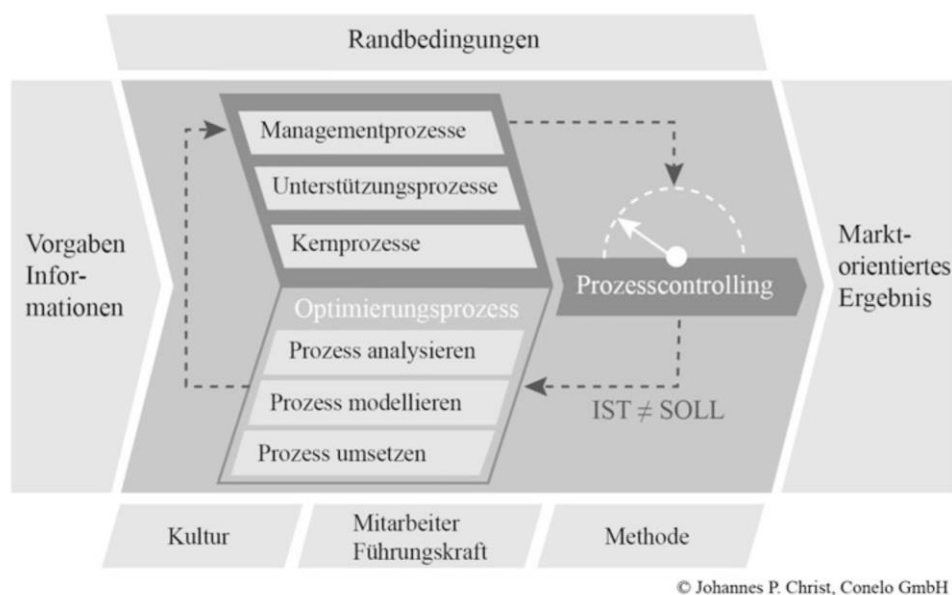 Randbedingungen
Vorgaben
Infor-
mationen
Managementprozesse
Unterstützungsprozesse
Kernprozesse
Optimierungsprozess
Prozess analysieren
Prozess modellieren
Prozess umsetzen
Prozesscontrolling
IST ≠ SOLL
Markt-
orientiertes
Ergebnis
Kultur
Mitarbeiter
Führungskraft
Methode
© Johannes P. Christ, Conelo GmbH